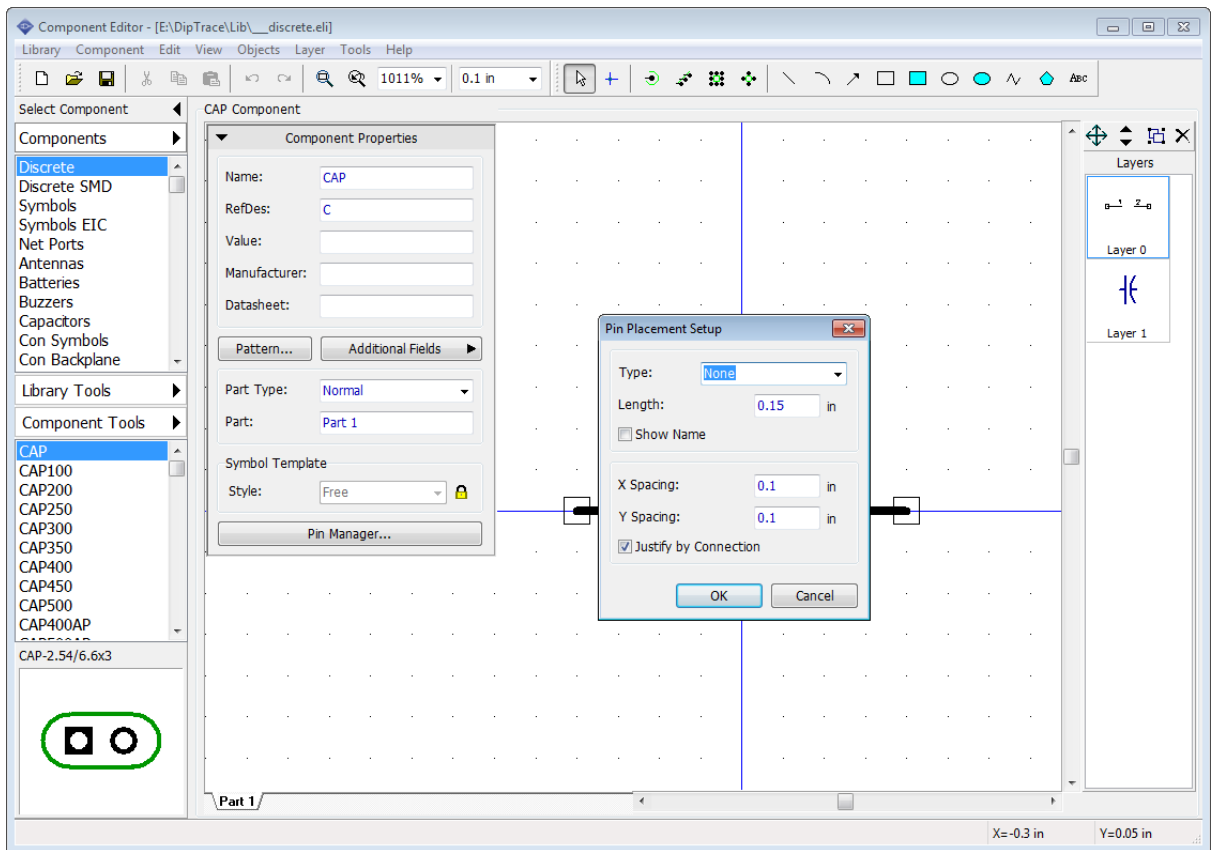 Component Editor - [E:\DipTrace\Lib\__discrete.eli]
Library Component Edit View Objects Layer Tools Help
1011% 0.1 in ABC
Select Component
CAP Component
Components
Discrete
Discrete SMD
Symbols
Symbols EIC
Net Ports
Antennas
Batteries
Buzzers
Capacitors
Con Symbols
Con Backplane
Library Tools
Component Tools
CAP
CAP100
CAP200
CAP250
CAP300
CAP350
CAP400
CAP450
CAP500
CAP400AP
CAP500AP
CAP-2.54/6.6x3
Component Properties
Name: CAP
RefDes: C
Value:
Manufacturer:
Datasheet:
Pattern... Additional Fields
Part Type: Normal
Part: Part 1
Symbol Template
Style: Free
Pin Manager...
Pin Placement Setup
Type: None
Length: 0.15 in
Show Name
X Spacing: 0.1 in
Y Spacing: 0.1 in
Justify by Connection
OK Cancel
Layers
1 2
Layer 0
Layer 1
Part 1
X=-0.3 in Y=0.05 in